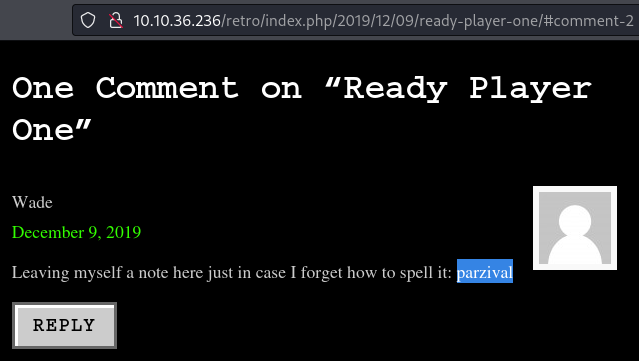 10.10.36.236/retro/index.php/2019/12/09/ready-player-one/#comment-2
One Comment on “Ready Player
One”
Wade
December 9, 2019
Leaving myself a note here just in case I forget how to spell it: parzival
REPLY